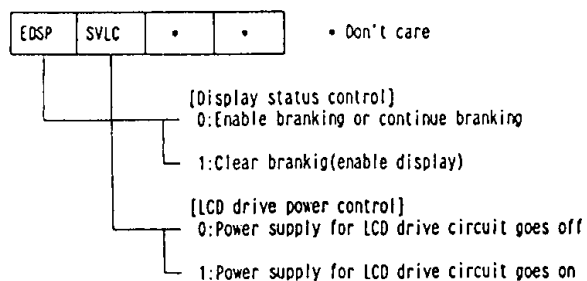 EDSP SVLC • • • Don't care
[Display status control]
0:Enable branking or continue branking
1:Clear brankig(enable display)
[LCD drive power control]
0:Power supply for LCD drive circuit goes off
1:Power supply for LCD drive circuit goes on